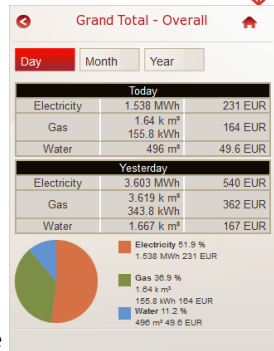 Grand Total - Overall
Day Month Year
Today
Electricity 1.538 MWh 231 EUR
Gas 1.64 k m³ 155.8 kWh 164 EUR
Water 496 m³ 49.6 EUR
Yesterday
Electricity 3.603 MWh 540 EUR
Gas 3.619 k m³ 343.8 kWh 362 EUR
Water 1.667 k m³ 167 EUR
Electricity 51.9 %
1.538 MWh 231 EUR
Gas 36.9 %
1.64 k m³
155.8 kWh 164 EUR
Water 11.2 %
496 m³ 49.6 EUR
e